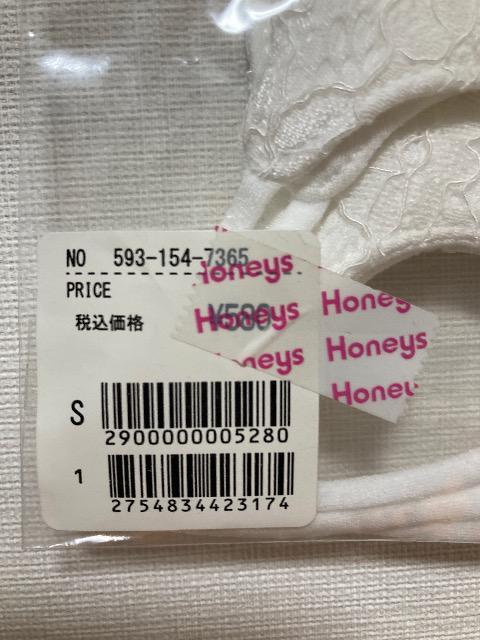 NO 593-154-7365
PRICE
税込価格
S
2900000005280
1
2754834423174
Honeys
Honeys
Honeys
Honeys
Honeys